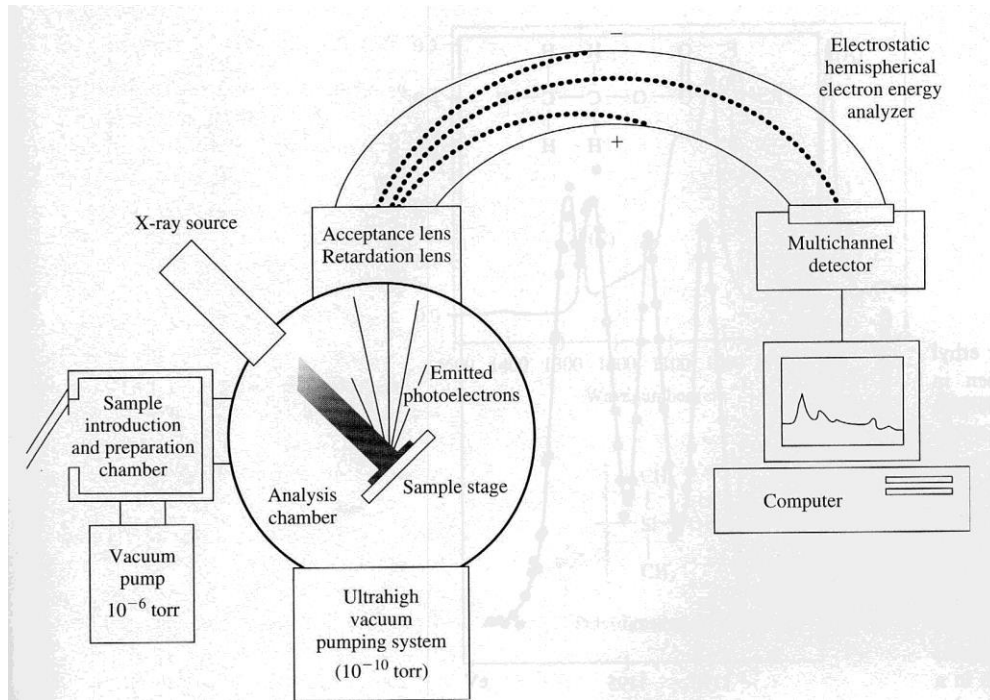 −
Electrostatic
hemispherical
electron energy
analyzer
+
X-ray source
Acceptance lens
Retardation lens
Multichannel
detector
Emitted
photoelectrons
Sample
introduction
and preparation
chamber
Sample stage
Analysis
chamber
Computer
Vacuum
pump
10⁻⁶ torr
Ultrahigh
vacuum
pumping system
(10⁻¹⁰ torr)